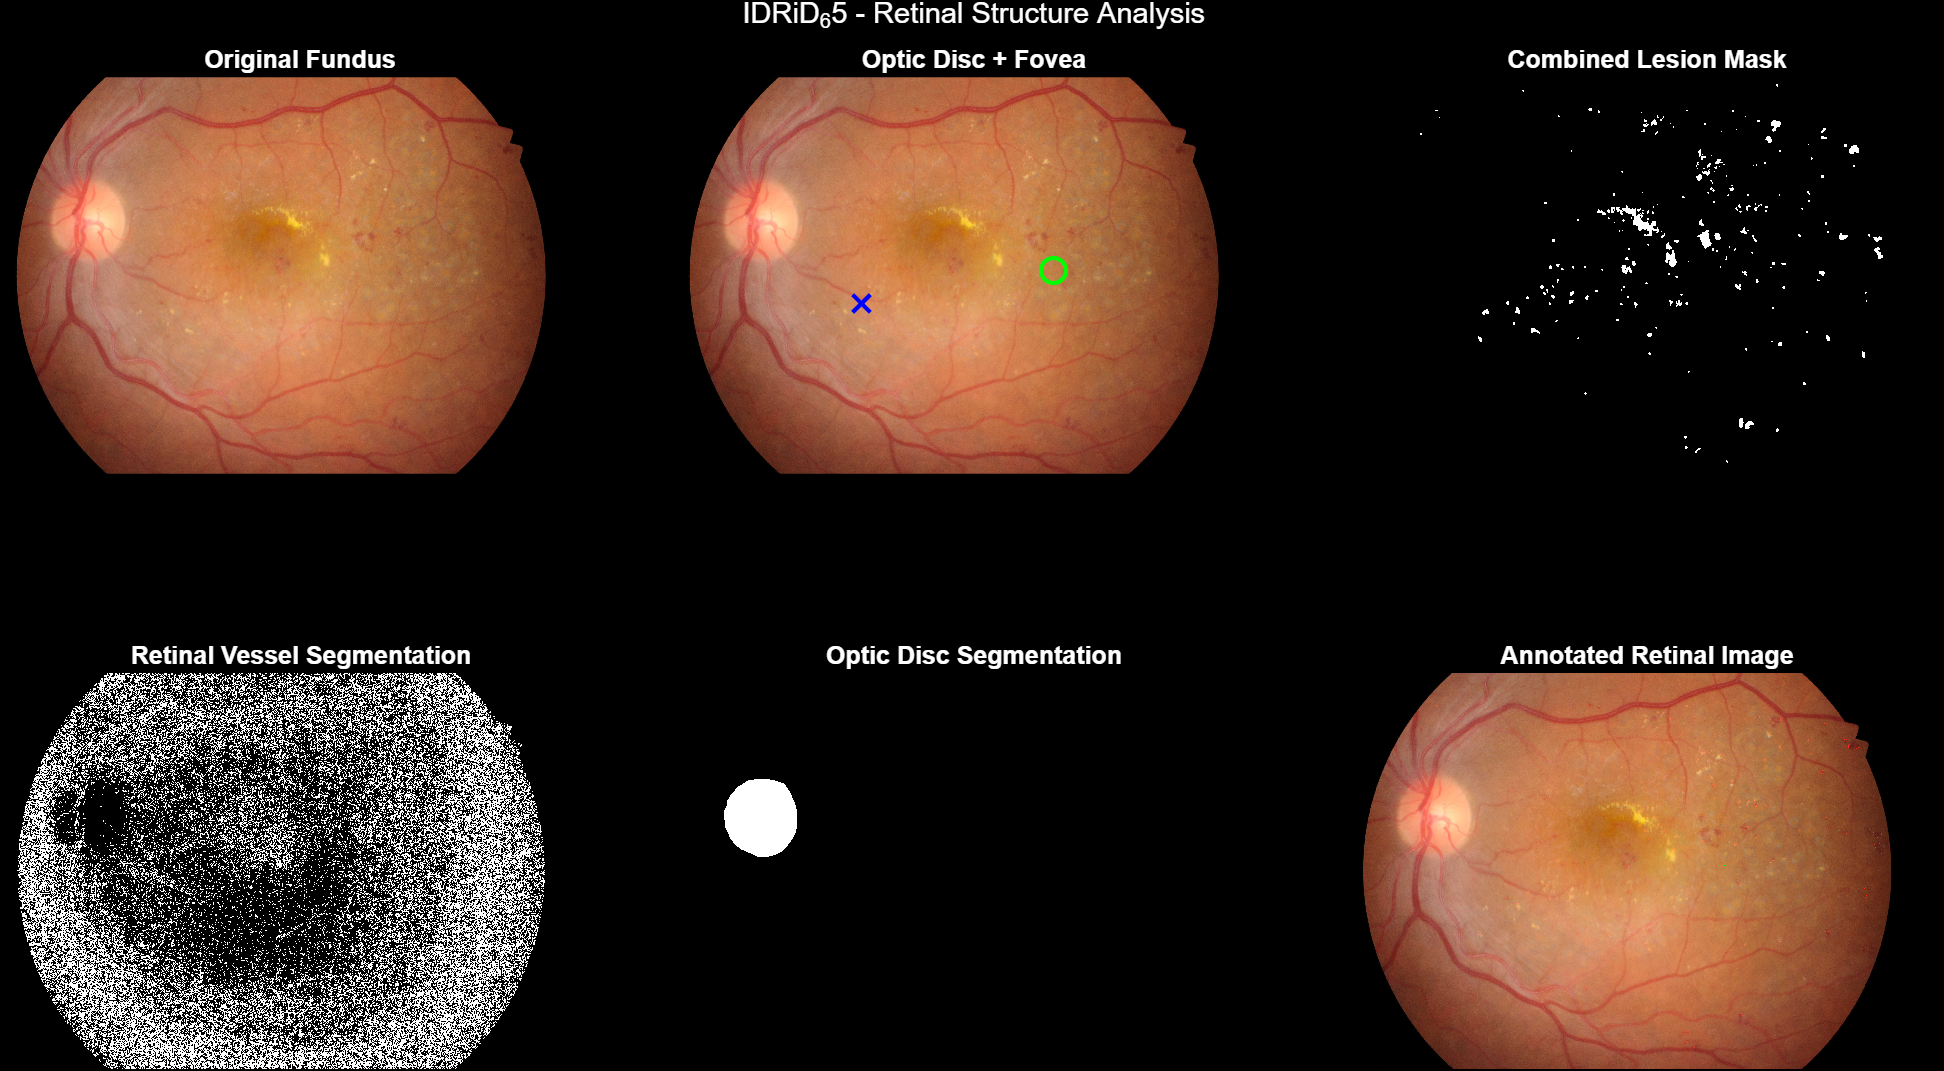 IDRiD₆5 - Retinal Structure Analysis
Original Fundus
Optic Disc + Fovea
Combined Lesion Mask
Retinal Vessel Segmentation
Optic Disc Segmentation
Annotated Retinal Image